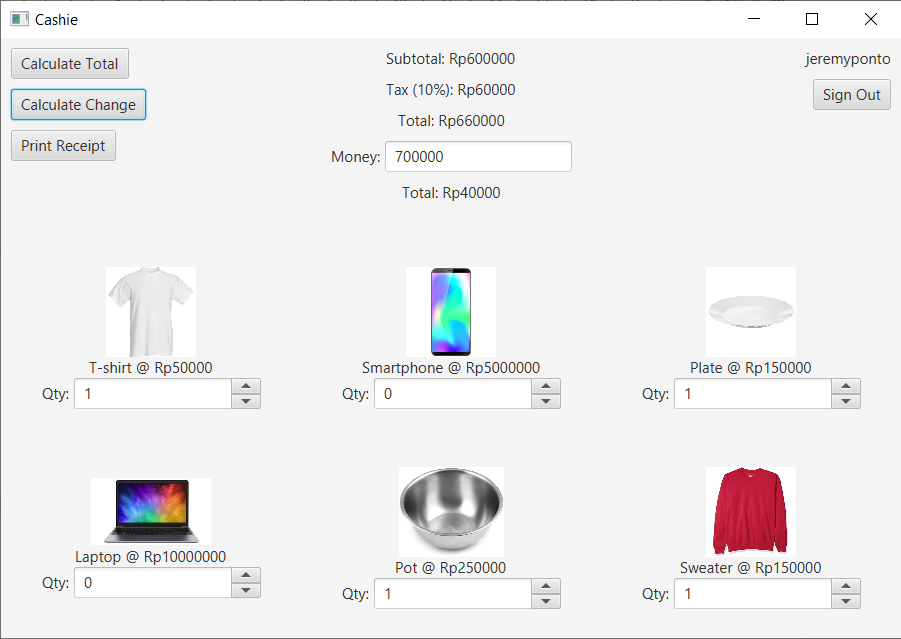 Cashie
Calculate Total
Calculate Change
Print Receipt
Subtotal: Rp600000
Tax (10%): Rp60000
Total: Rp660000
Money: 700000
Total: Rp40000
jeremyponto
Sign Out
T-shirt @ Rp50000
Qty: 1
Smartphone @ Rp5000000
Qty: 0
Plate @ Rp150000
Qty: 1
Laptop @ Rp10000000
Qty: 0
Pot @ Rp250000
Qty: 1
Sweater @ Rp150000
Qty: 1